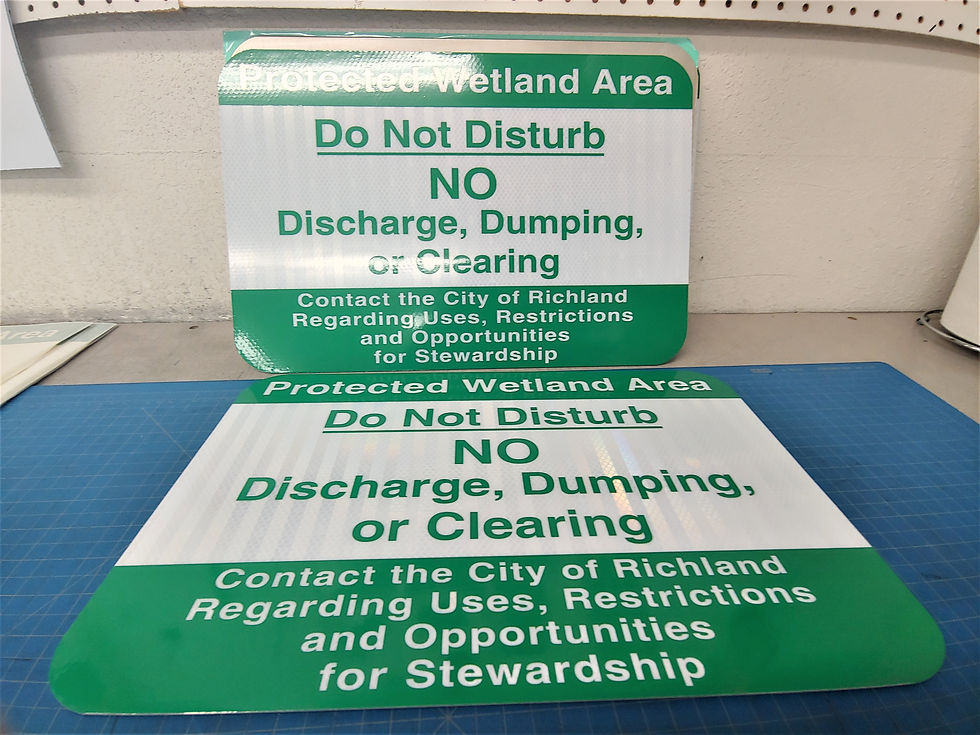 Protected Wetland Area
Do Not Disturb
NO
Discharge, Dumping,
or Clearing
Contact the City of Richland
Regarding Uses, Restrictions
and Opportunities
for Stewardship
Protected Wetland Area
Do Not Disturb
NO
Discharge, Dumping,
or Clearing
Contact the City of Richland
Regarding Uses, Restrictions
and Opportunities
for Stewardship